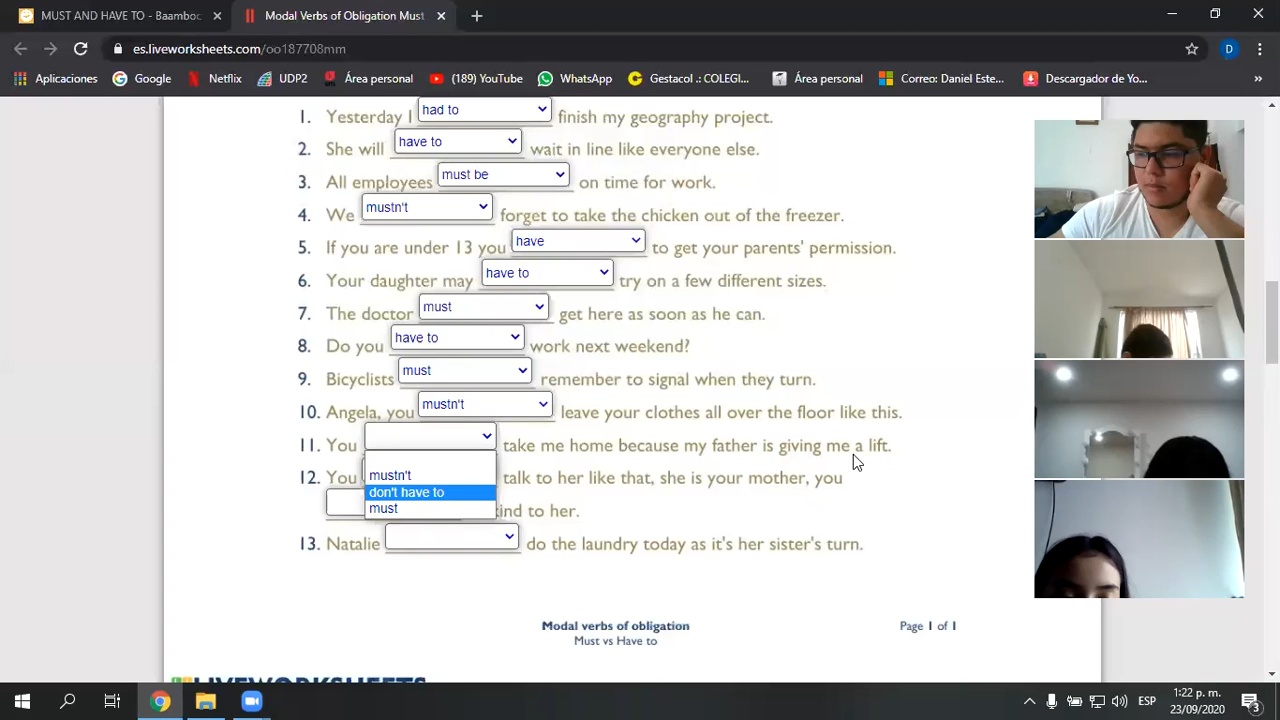 MUST AND HAVE TO - Baamboo
Modal Verbs of Obligation Must
es.liveworksheets.com/oo187708mm
D
Aplicaciones Google Netflix UDP2 Área personal (189) YouTube WhatsApp Gestacol .: COLEGI... Área personal Correo: Daniel Este... Descargador de Yo... »
1. Yesterday I had to finish my geography project.
2. She will have to wait in line like everyone else.
3. All employees must be on time for work.
4. We mustn't forget to take the chicken out of the freezer.
5. If you are under 13 you have to get your parents' permission.
6. Your daughter may have to try on a few different sizes.
7. The doctor must get here as soon as he can.
8. Do you have to work next weekend?
9. Bicyclists must remember to signal when they turn.
10. Angela, you mustn't leave your clothes all over the floor like this.
11. You take me home because my father is giving me a lift.
mustn't
don't have to
must
12. You talk to her like that, she is your mother, you
ind to her.
13. Natalie do the laundry today as it's her sister's turn.
Modal verbs of obligation
Must vs Have to
Page 1 of 1
LIVEWORKSHEETS
ESP
1:22 p. m.
23/09/2020
3